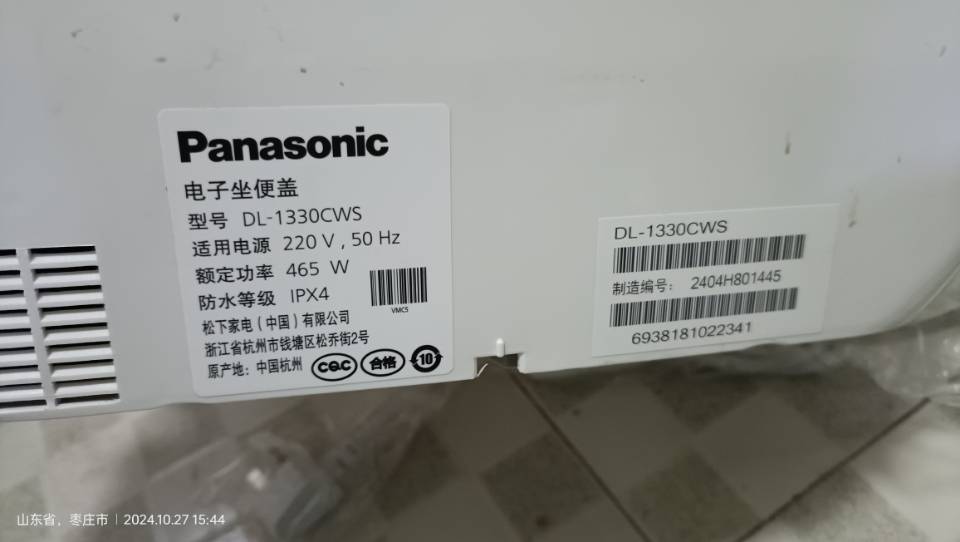 Panasonic
电子坐便盖
型号 DL-1330CWS
适用电源 220 V , 50 Hz
额定功率 465 W
防水等级 IPX4
VMC5
松下家电（中国）有限公司
浙江省杭州市钱塘区松乔街2号
原产地：中国杭州
CQC 合格 10
DL-1330CWS
制造编号： 2404H801445
6938181022341
山东省，枣庄市 | 2024.10.27 15:44